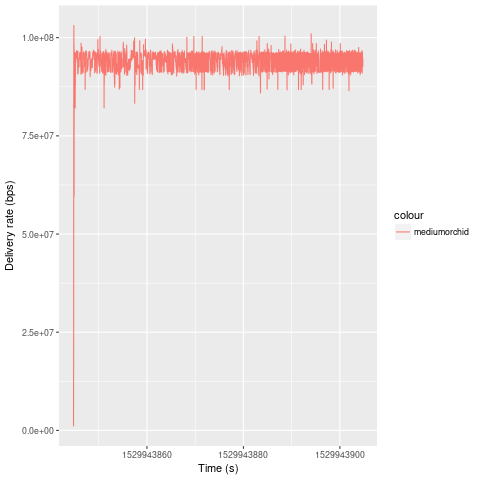 1.0e+08
7.5e+07
5.0e+07
2.5e+07
0.0e+00
Delivery rate (bps)
1529943860 1529943880 1529943900
Time (s)
colour
mediumorchid